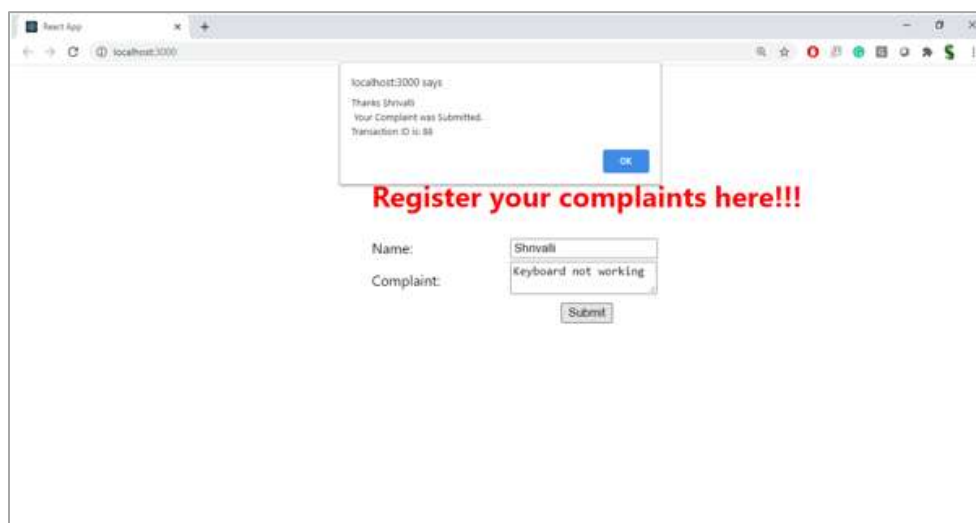 React App
localhost:3000
localhost:3000 says
Thanks Shrivalli
Your Complaint was Submitted.
Transaction ID is: 88
OK
Register your complaints here!!!
Name: Shrivalli
Complaint: Keyboard not working
Submit